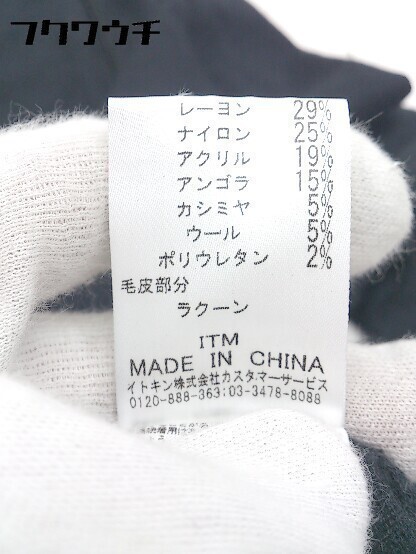 フクワウチ
レーヨン 29%
ナイロン 25%
アクリル 19%
アンゴラ 15%
カシミヤ 5%
ウール 5%
ポリウレタン 2%
毛皮部分
ラクーン
ITM
MADE IN CHINA
イトキン株式会社カスタマーサービス
0120-888-363:03-3478-8088